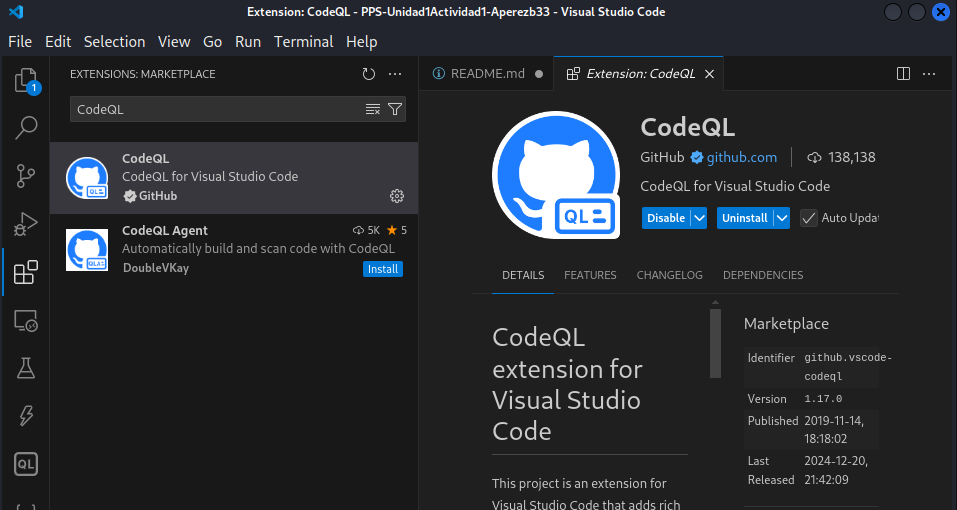 Extension: CodeQL - PPS-Unidad1Actividad1-Aperezb33 - Visual Studio Code
File Edit Selection View Go Run Terminal Help
EXTENSIONS: MARKETPLACE
CodeQL
CodeQL
CodeQL for Visual Studio Code
GitHub
CodeQL Agent 5K 5
Automatically build and scan code with CodeQL
DoubleVKay Install
1
QL
README.md
Extension: CodeQL
QL
CodeQL
GitHub github.com 138,138
CodeQL for Visual Studio Code
Disable Uninstall Auto Upda
DETAILS FEATURES CHANGELOG DEPENDENCIES
CodeQL
extension for
Visual Studio
Code
This project is an extension for
Visual Studio Code that adds rich
Marketplace
Identifier github.vscode-
codeql
Version 1.17.0
Published 2019-11-14,
18:18:02
Last 2024-12-20,
Released 21:42:09